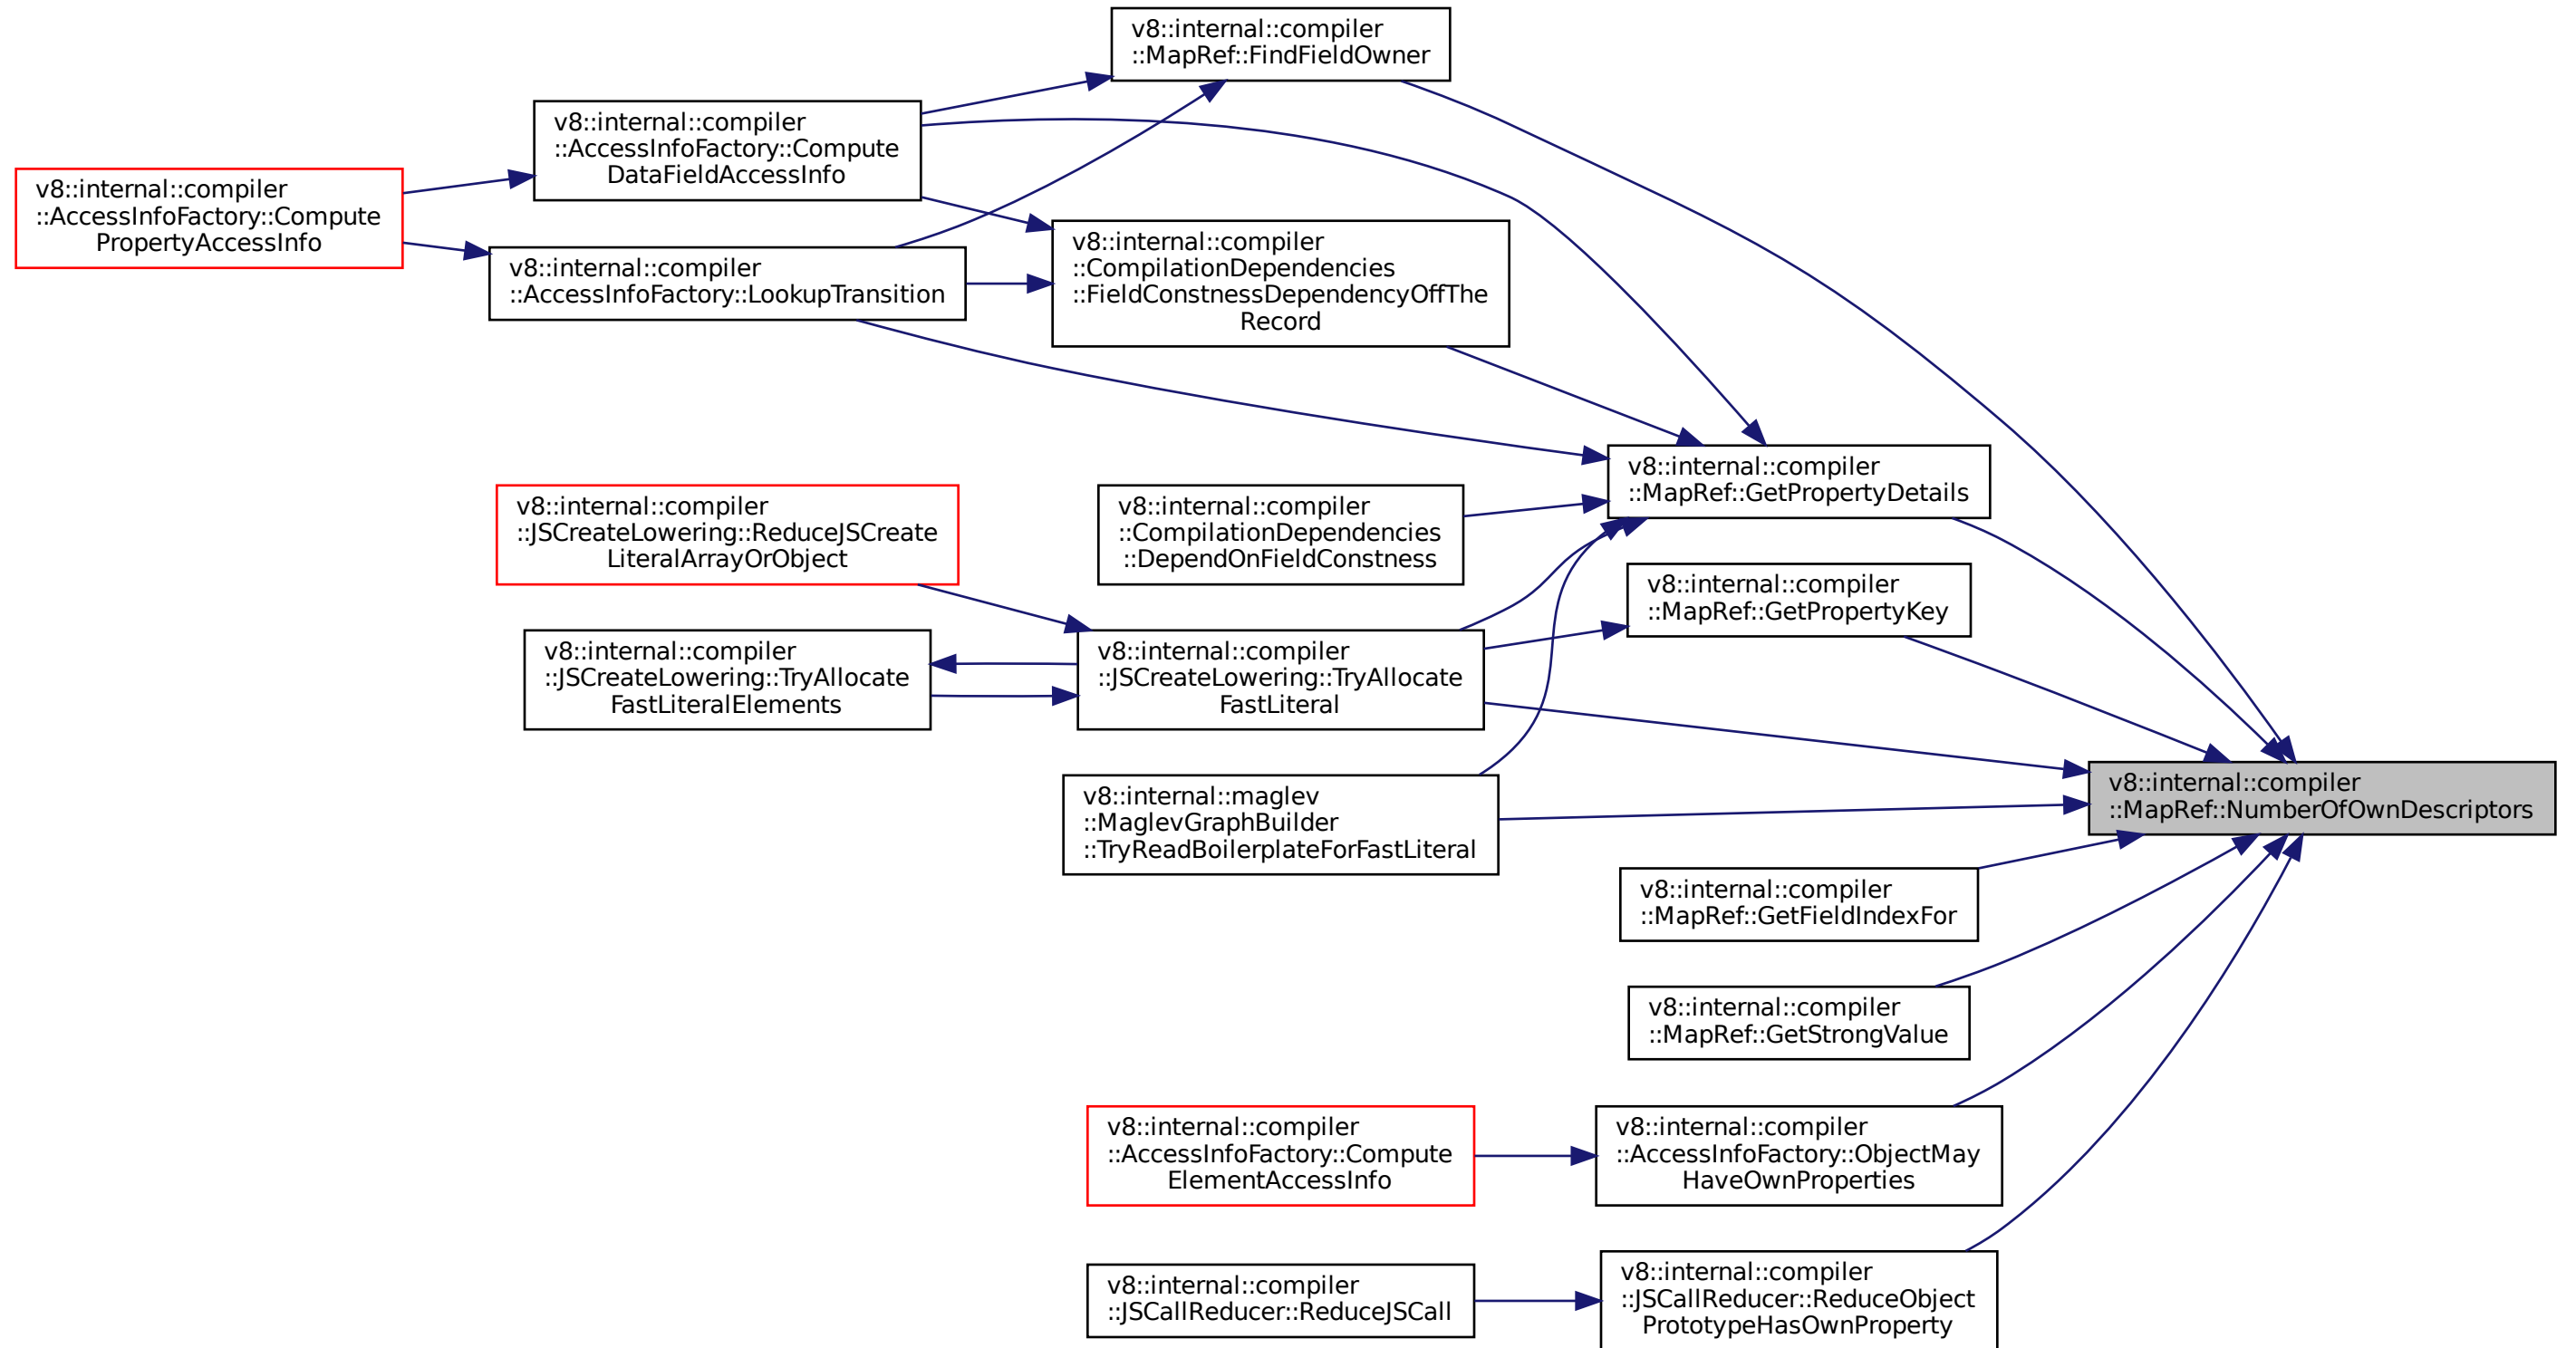 v8::internal::compiler
::MapRef::FindFieldOwner
v8::internal::compiler
::AccessInfoFactory::Compute
DataFieldAccessInfo
v8::internal::compiler
::AccessInfoFactory::Compute
PropertyAccessInfo
v8::internal::compiler
::CompilationDependencies
::FieldConstnessDependencyOffThe
Record
v8::internal::compiler
::AccessInfoFactory::LookupTransition
v8::internal::compiler
::MapRef::GetPropertyDetails
v8::internal::compiler
::JSCreateLowering::ReduceJSCreate
LiteralArrayOrObject
v8::internal::compiler
::CompilationDependencies
::DependOnFieldConstness
v8::internal::compiler
::MapRef::GetPropertyKey
v8::internal::compiler
::JSCreateLowering::TryAllocate
FastLiteralElements
v8::internal::compiler
::JSCreateLowering::TryAllocate
FastLiteral
v8::internal::compiler
::MapRef::NumberOfOwnDescriptors
v8::internal::maglev
::MaglevGraphBuilder
::TryReadBoilerplateForFastLiteral
v8::internal::compiler
::MapRef::GetFieldIndexFor
v8::internal::compiler
::MapRef::GetStrongValue
v8::internal::compiler
::AccessInfoFactory::Compute
ElementAccessInfo
v8::internal::compiler
::AccessInfoFactory::ObjectMay
HaveOwnProperties
v8::internal::compiler
::JSCallReducer::ReduceJSCall
v8::internal::compiler
::JSCallReducer::ReduceObject
PrototypeHasOwnProperty